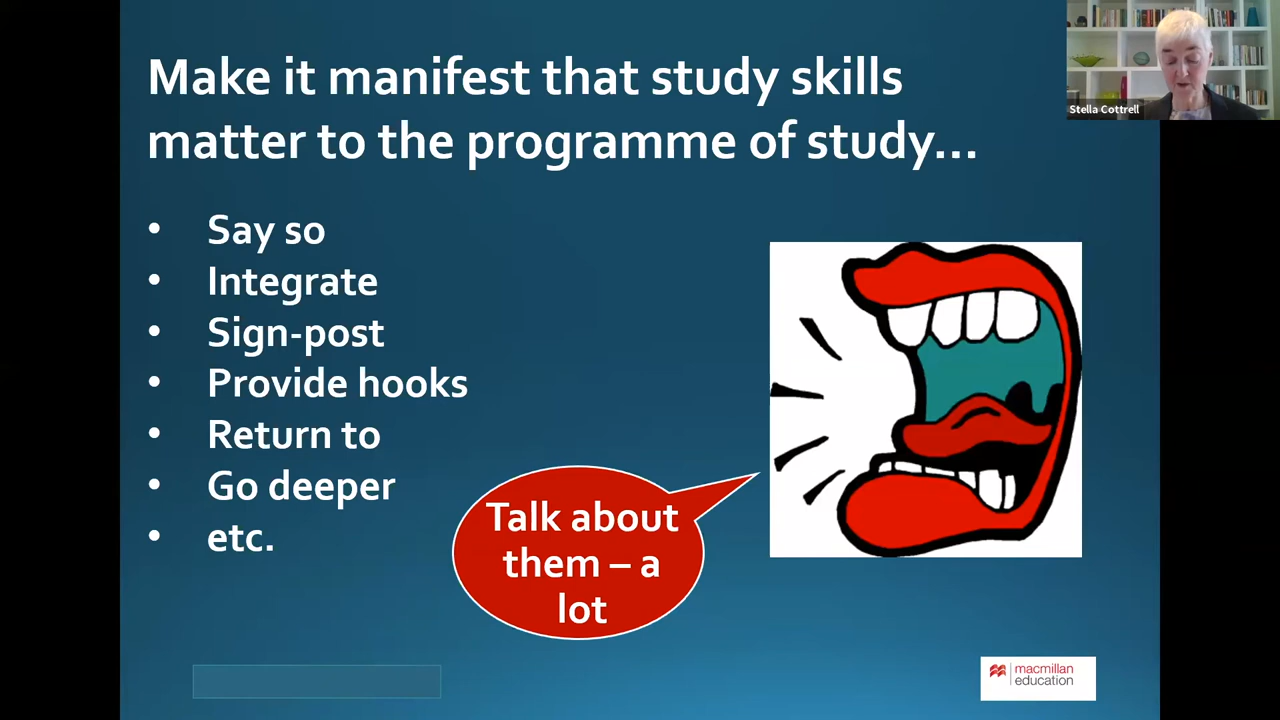 Make it manifest that study skills
matter to the programme of study...
• Say so
• Integrate
• Sign-post
• Provide hooks
• Return to
• Go deeper
• etc.
Talk about
them – a
lot
Stella Cottrell
macmillan
education